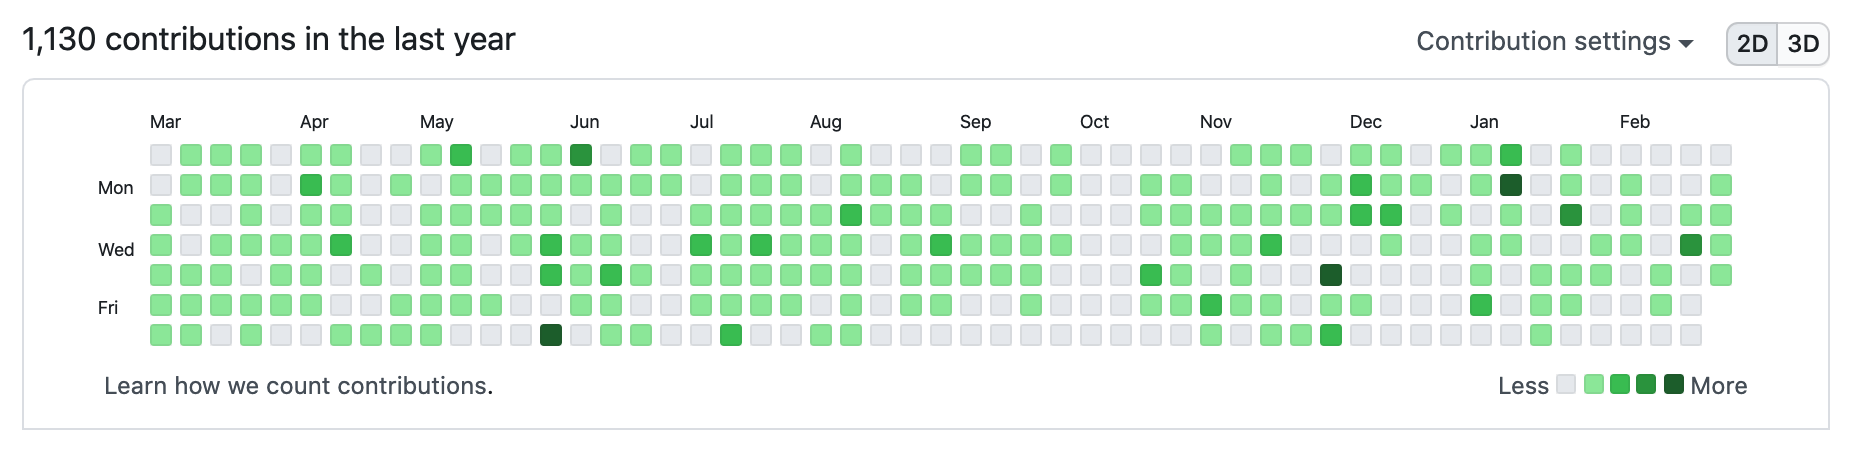 1,130 contributions in the last year
Contribution settings
2D 3D
Mar Apr May Jun Jul Aug Sep Oct Nov Dec Jan Feb
Mon
Wed
Fri
Learn how we count contributions.
Less More